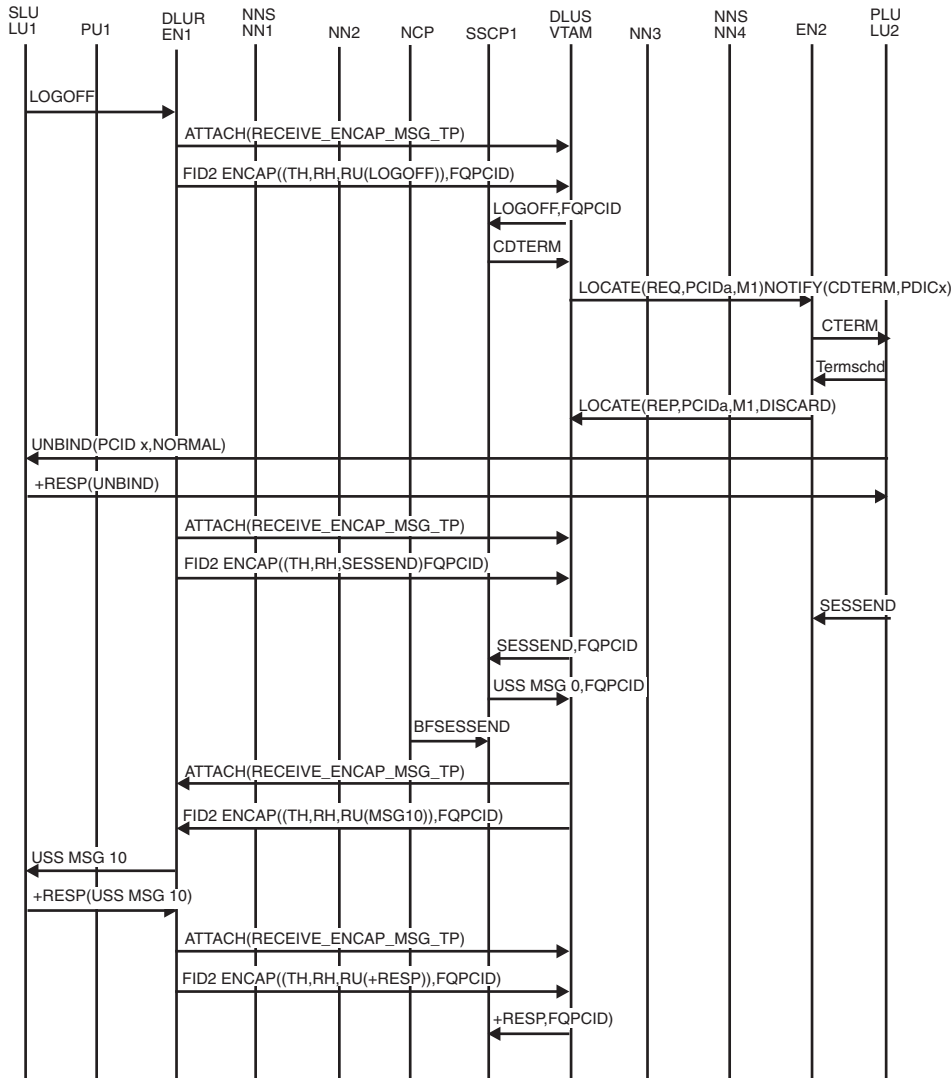 SLU LU1
PU1
DLUR EN1
NNS NN1
NN2
NCP
SSCP1
DLUS VTAM
NN3
NNS NN4
EN2
PLU LU2
LOGOFF
ATTACH(RECEIVE_ENCAP_MSG_TP)
FID2 ENCAP((TH,RH,RU(LOGOFF)),FQPCID)
LOGOFF,FQPCID
CDTERM
LOCATE(REQ,PCIDa,M1)NOTIFY(CDTERM,PDICx)
CTERM
Termschd
LOCATE(REP,PCIDa,M1,DISCARD)
UNBIND(PCID x,NORMAL)
+RESP(UNBIND)
ATTACH(RECEIVE_ENCAP_MSG_TP)
FID2 ENCAP((TH,RH,SESSEND)FQPCID)
SESSEND
SESSEND,FQPCID
USS MSG 0,FQPCID
BFSESSEND
ATTACH(RECEIVE_ENCAP_MSG_TP)
FID2 ENCAP((TH,RH,RU(MSG10)),FQPCID)
USS MSG 10
+RESP(USS MSG 10)
ATTACH(RECEIVE_ENCAP_MSG_TP)
FID2 ENCAP((TH,RH,RU(+RESP)),FQPCID)
+RESP,FQPCID)